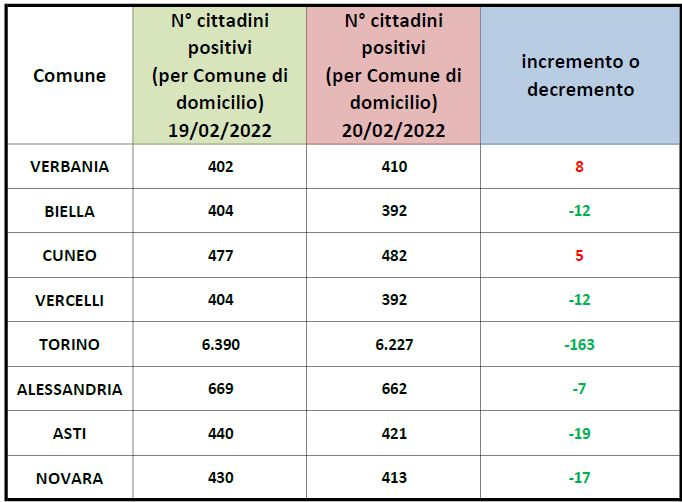 Comune
N° cittadini
positivi
(per Comune di
domicilio)
19/02/2022
N° cittadini
positivi
(per Comune di
domicilio)
20/02/2022
incremento o
decremento
VERBANIA 402 410 8
BIELLA 404 392 -12
CUNEO 477 482 5
VERCELLI 404 392 -12
TORINO 6.390 6.227 -163
ALESSANDRIA 669 662 -7
ASTI 440 421 -19
NOVARA 430 413 -17